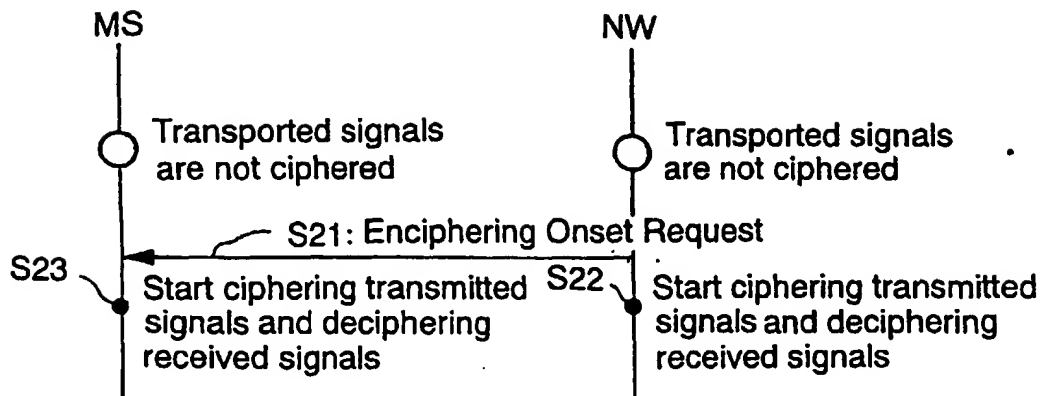 MS
NW
Transported signals
are not ciphered
Transported signals
are not ciphered
S21: Enciphering Onset Request
S23
Start ciphering transmitted
signals and deciphering
received signals
S22
Start ciphering transmitted
signals and deciphering
received signals